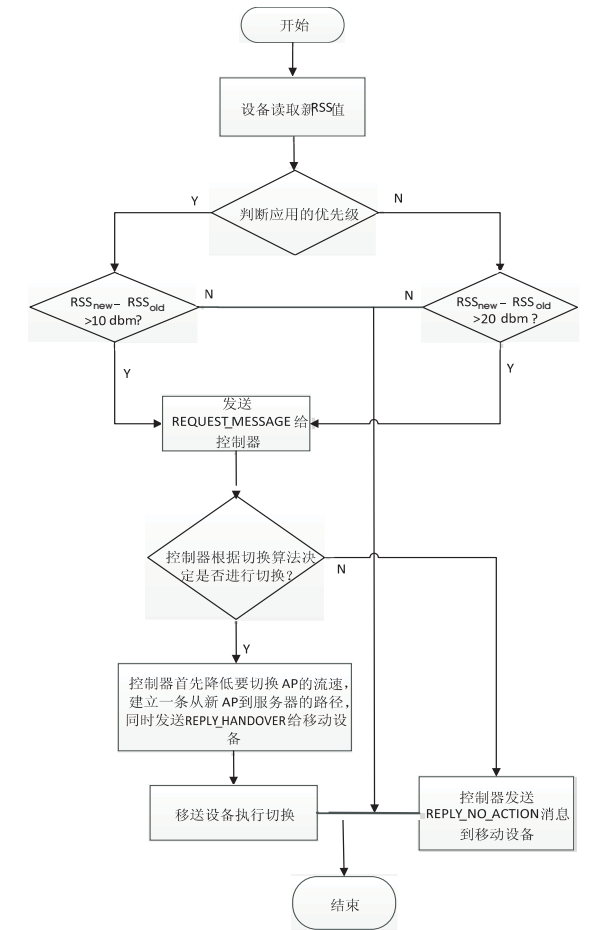 开始
设备读取新RSS值
Y
N
判断应用的优先级
RSSnew – RSSold
>10 dbm?
N
N
RSSnew – RSSold
>20 dbm ?
Y
Y
发送
REQUEST_MESSAGE 给
控制器
控制器根据切换算法决
定是否进行切换?
N
Y
控制器首先降低要切换 AP的流速,
建立一条从新 AP到服务器的路径,
同时发送REPLY_HANDOVER 给移动设
备
移送设备执行切换
控制器发送
REPLY_NO_ACTION消息
到移动设备
结束